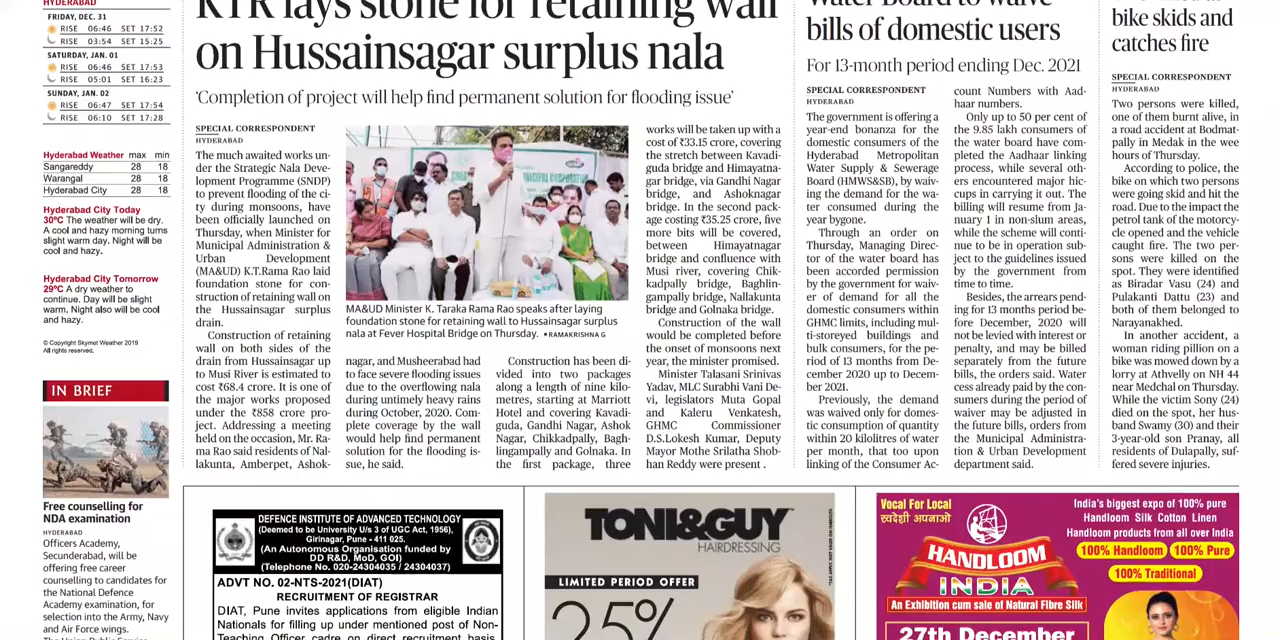 HYDERABAD
FRIDAY, DEC. 31
RISE 06:46 SET 17:52
RISE 03:54 SET 15:25
SATURDAY, JAN. 01
RISE 06:46 SET 17:53
RISE 05:01 SET 16:23
SUNDAY, JAN. 02
RISE 06:47 SET 17:54
RISE 06:10 SET 17:28
Hyderabad Weather max min
Sangareddy 28 18
Warangal 28 18
Hyderabad City 28 18
Hyderabad City Today
30ºC The weather will be dry.
A cool and hazy morning turns
slight warm day. Night will be
cool and hazy.
Hyderabad City Tomorrow
29ºC A dry weather to
continue. Day will be slight
warm. Night also will be cool
and hazy.
© Copyright Skymet Weather 2019
All rights reserved.
IN BRIEF
Free counselling for
NDA examination
HYDERABAD
Officers Academy,
Secunderabad, will be
offering free career
counselling to candidates for
the National Defence
Academy examination, for
selection into the Army, Navy
and Air Force wings.
KTR lays stone for retaining wall
on Hussainsagar surplus nala
‘Completion of project will help find permanent solution for flooding issue’
SPECIAL CORRESPONDENT
HYDERABAD
The much awaited works un-
der the Strategic Nala Deve-
lopment Programme (SNDP)
to prevent flooding of the ci-
ty during monsoons, have
been officially launched on
Thursday, when Minister for
Municipal Administration &
Urban Development
(MA&UD) K.T.Rama Rao laid
foundation stone for con-
struction of retaining wall on
the Hussainsagar surplus
drain.
Construction of retaining
wall on both sides of the
drain from Hussainsagar up
to Musi River is estimated to
cost ₹68.4 crore. It is one of
the major works proposed
under the ₹858 crore pro-
ject. Addressing a meeting
held on the occasion, Mr. Ra-
ma Rao said residents of Nal-
lakunta, Amberpet, Ashok-
MA&UD Minister K. Taraka Rama Rao speaks after laying
foundation stone for retaining wall to Hussainsagar surplus
nala at Fever Hospital Bridge on Thursday. ▪RAMAKRISHNA G
nagar, and Musheerabad had
to face severe flooding issues
due to the overflowing nala
during untimely heavy rains
during October, 2020. Com-
plete coverage by the wall
would help find permanent
solution for the flooding is-
sue, he said.
Construction has been di-
vided into two packages
along a length of nine kilo-
metres, starting at Marriott
Hotel and covering Kavadi-
guda, Gandhi Nagar, Ashok
Nagar, Chikkadpally, Bagh-
lingampally and Golnaka. In
the first package, three
works will be taken up with a
cost of ₹33.15 crore, covering
the stretch between Kavadi-
guda bridge and Himayatna-
gar bridge, via Gandhi Nagar
bridge, and Ashoknagar
bridge. In the second pack-
age costing ₹35.25 crore, five
more bits will be covered,
between Himayatnagar
bridge and confluence with
Musi river, covering Chik-
kadpally bridge, Baghlin-
gampally bridge, Nallakunta
bridge and Golnaka bridge.
Construction of the wall
would be completed before
the onset of monsoons next
year, the minister promised.
Minister Talasani Srinivas
Yadav, MLC Surabhi Vani De-
vi, legislators Muta Gopal
and Kaleru Venkatesh,
GHMC Commissioner
D.S.Lokesh Kumar, Deputy
Mayor Mothe Srilatha Shob-
han Reddy were present .
Water Board to waive
bills of domestic users
For 13-month period ending Dec. 2021
SPECIAL CORRESPONDENT
HYDERABAD
The government is offering a
year-end bonanza for the
domestic consumers of the
Hyderabad Metropolitan
Water Supply & Sewerage
Board (HMWS&SB), by waiv-
ing the demand for the wa-
ter consumed during the
year bygone.
Through an order on
Thursday, Managing Direc-
tor of the water board has
been accorded permission
by the government for waiv-
er of demand for all the
domestic consumers within
GHMC limits, including mul-
ti-storeyed buildings and
bulk consumers, for the pe-
riod of 13 months from De-
cember 2020 up to Decem-
ber 2021.
Previously, the demand
was waived only for domes-
tic consumption of quantity
within 20 kilolitres of water
per month, that too upon
linking of the Consumer Ac-
count Numbers with Aad-
haar numbers.
Only up to 50 per cent of
the 9.85 lakh consumers of
the water board have com-
pleted the Aadhaar linking
process, while several oth-
ers encountered major hic-
cups in carrying it out. The
billing will resume from Ja-
nuary 1 in non-slum areas,
while the scheme will conti-
nue to be in operation sub-
ject to the guidelines issued
by the government from
time to time.
Besides, the arrears pend-
ing for 13 months period be-
fore December, 2020 will
not be levied with interest or
penalty, and may be billed
separately from the future
bills, the orders said. Water
cess already paid by the con-
sumers during the period of
waiver may be adjusted in
the future bills, orders from
the Municipal Administra-
tion & Urban Development
department said.
bike skids and
catches fire
SPECIAL CORRESPONDENT
HYDERABAD
Two persons were killed,
one of them burnt alive, in
a road accident at Bodmat-
pally in Medak in the wee
hours of Thursday.
According to police, the
bike on which two persons
were going skid and hit the
road. Due to the impact the
petrol tank of the motorcy-
cle opened and the vehicle
caught fire. The two per-
sons were killed on the
spot. They were identified
as Biradar Vasu (24) and
Pulakanti Dattu (23) and
both of them belonged to
Narayanakhed.
In another accident, a
woman riding pillion on a
bike was mowed down by a
lorry at Athvelly on NH 44
near Medchal on Thursday.
While the victim Sony (24)
died on the spot, her hus-
band Swamy (30) and their
3-year-old son Pranay, all
residents of Dulapally, suf-
fered severe injuries.
DEFENCE INSTITUTE OF ADVANCED TECHNOLOGY
(Deemed to be University U/s 3 of UGC Act, 1956),
Girinagar, Pune - 411 025.
(An Autonomous Organisation funded by
DD R&D, MoD, GOI)
(Telephone No. 020-24304035 / 24304037)
ADVT NO. 02-NTS-2021(DIAT)
RECRUITMENT OF REGISTRAR
DIAT, Pune invites applications from eligible Indian
Nationals for filling up under mentioned post of Non-
Teaching Officer cadre on direct recruitment basis
TONI&GUY
HAIRDRESSING
LIMITED PERIOD OFFER
25%
Vocal For Local
स्वदेशी अपनाओ
HANDLOOM
INDIA
An Exhibition cum sale of Natural Fibre Silk
27th December
India's biggest expo of 100% pure
Handloom Silk Cotton Linen
Handloom products from all over India
100% Handloom 100% Pure
100% Traditional